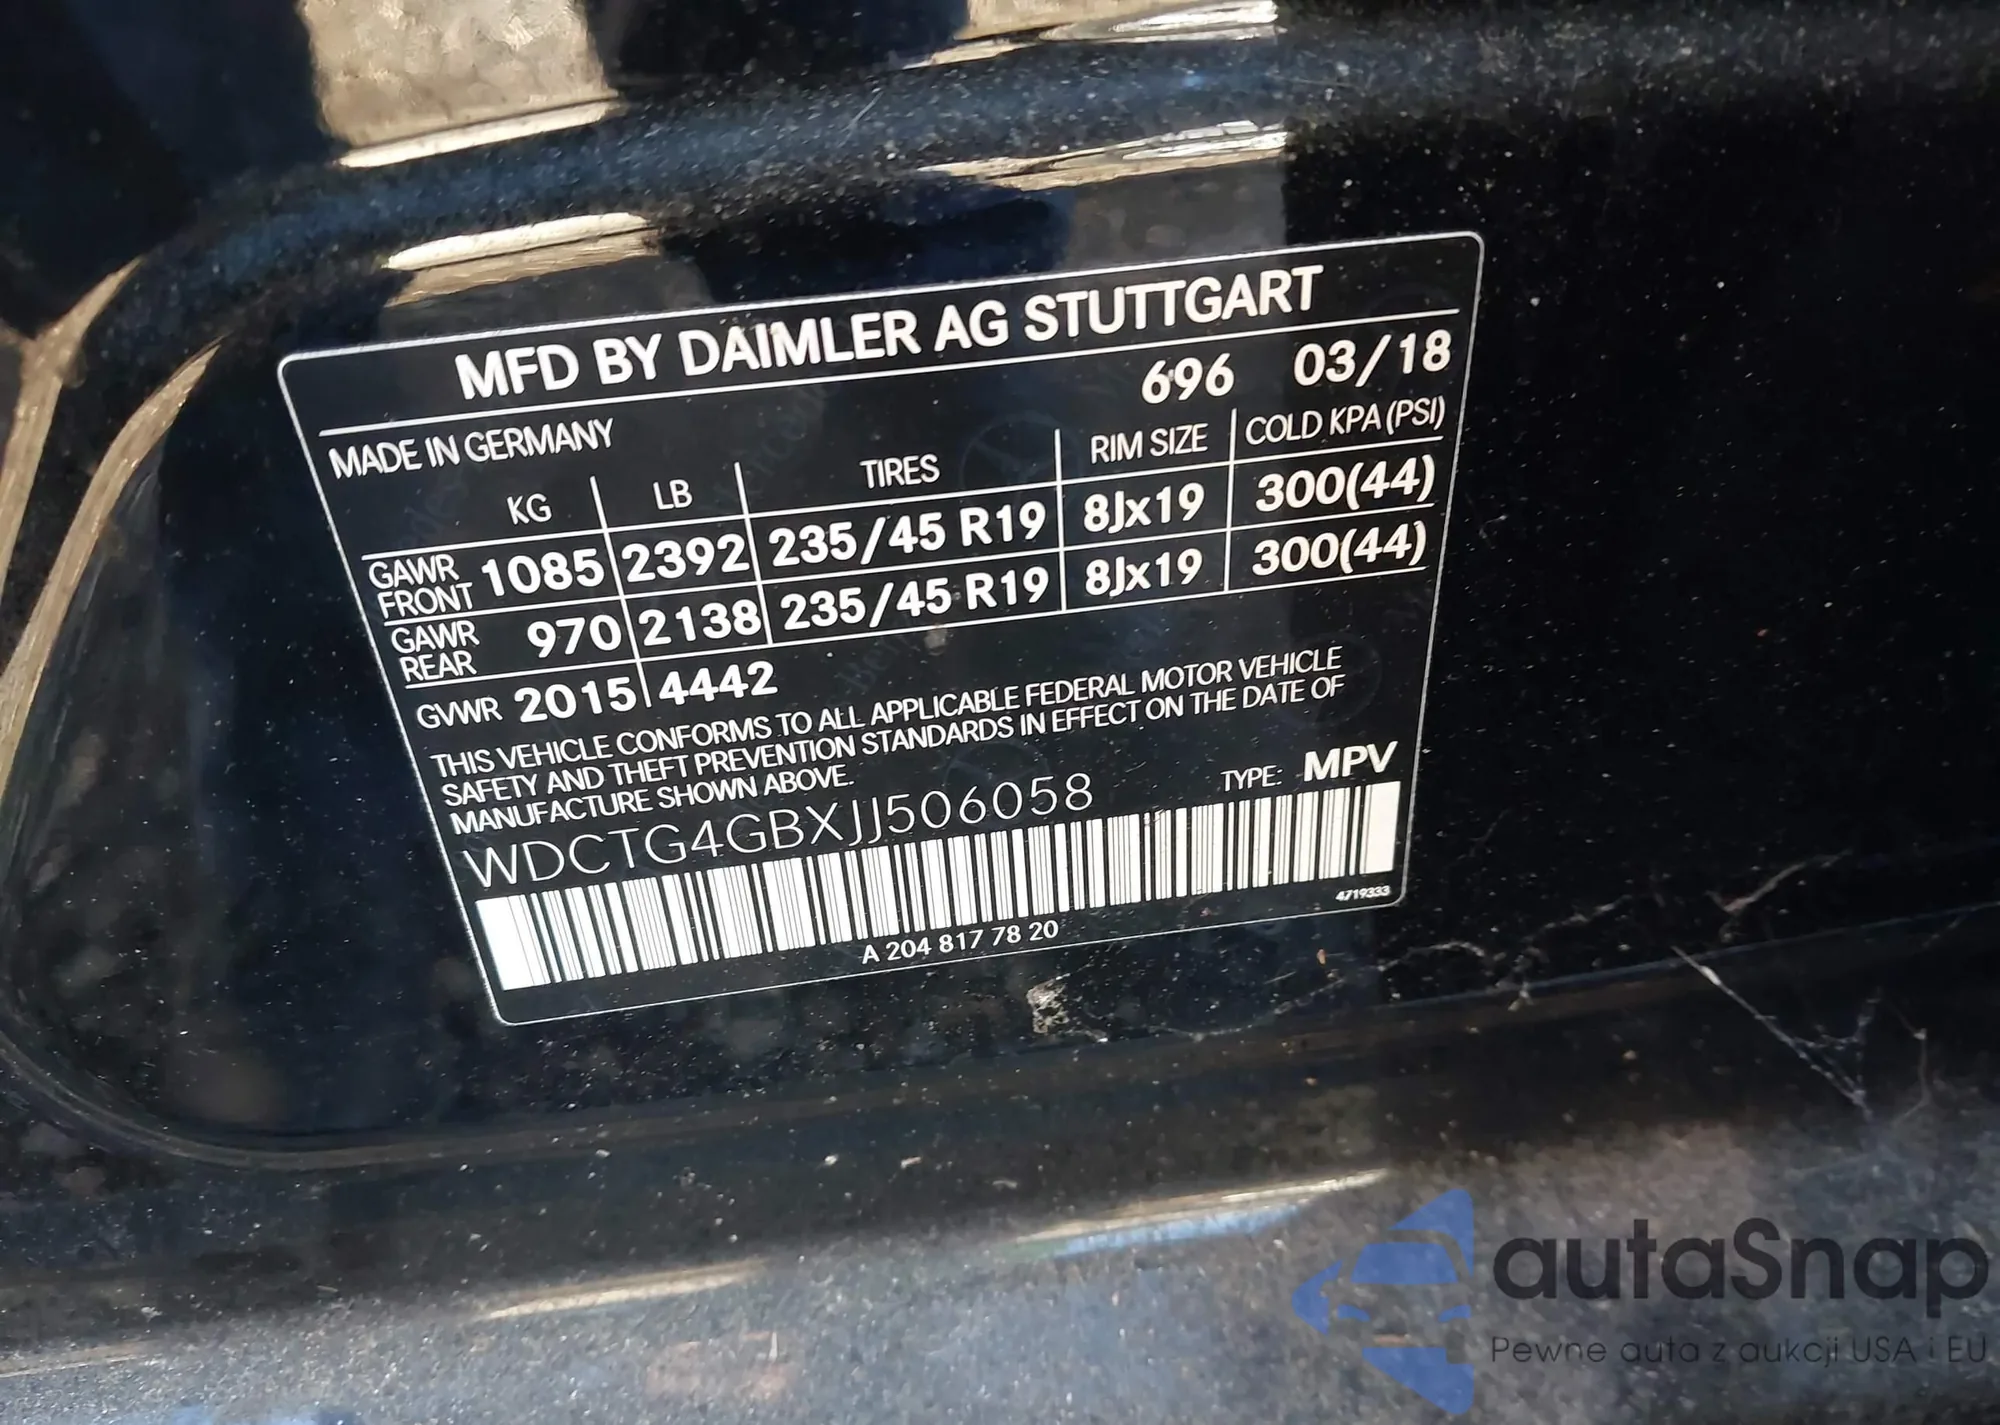 MFD BY DAIMLER AG STUTTGART
MADE IN GERMANY 696 03/18
KG LB TIRES RIM SIZE COLD KPA (PSI)
GAWR FRONT 1085 2392 235/45 R19 8Jx19 300(44)
GAWR REAR 970 2138 235/45 R19 8Jx19 300(44)
GVWR 2015 4442
THIS VEHICLE CONFORMS TO ALL APPLICABLE FEDERAL MOTOR VEHICLE
SAFETY AND THEFT PREVENTION STANDARDS IN EFFECT ON THE DATE OF
MANUFACTURE SHOWN ABOVE.
WDCTG4GBXJJ506058 TYPE: MPV
4719333
A 204 817 78 20
autaSnap
Pewne auta z aukcji USA i EU